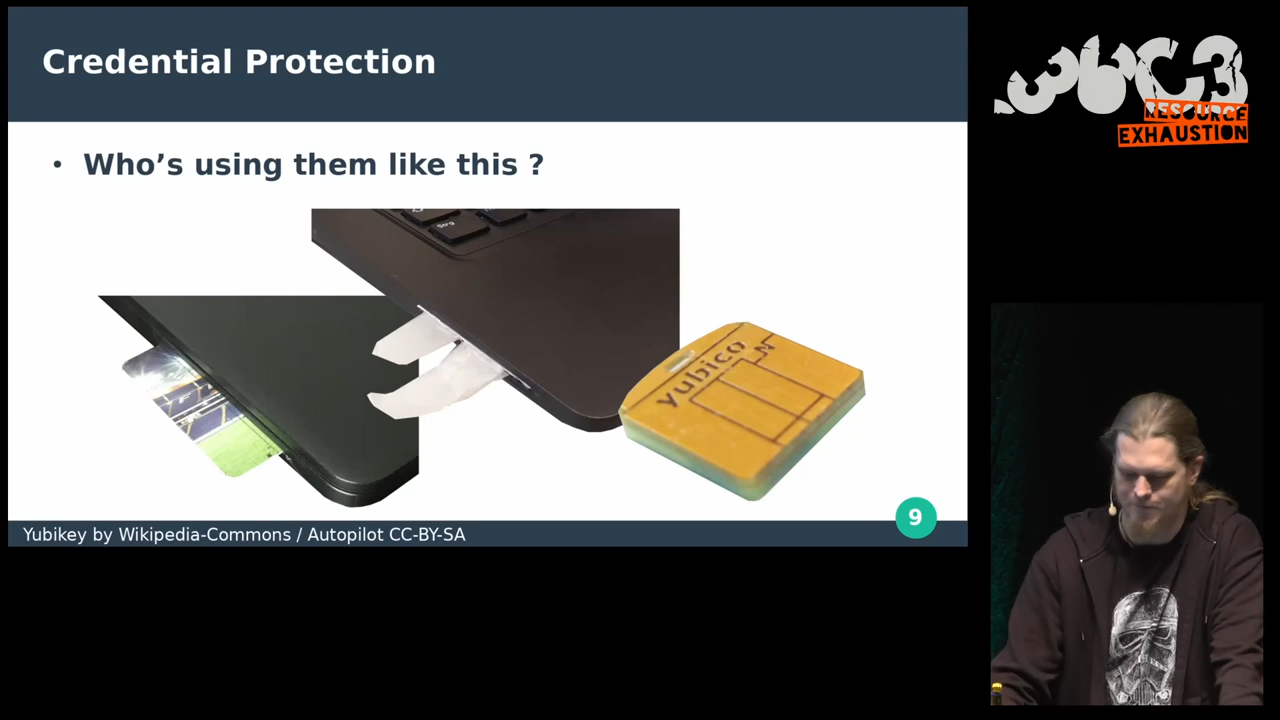 Credential Protection
• Who's using them like this ?
Strg
yubico N
Yubikey by Wikipedia-Commons / Autopilot CC-BY-SA
9
36C3
RESOURCE
EXHAUSTION